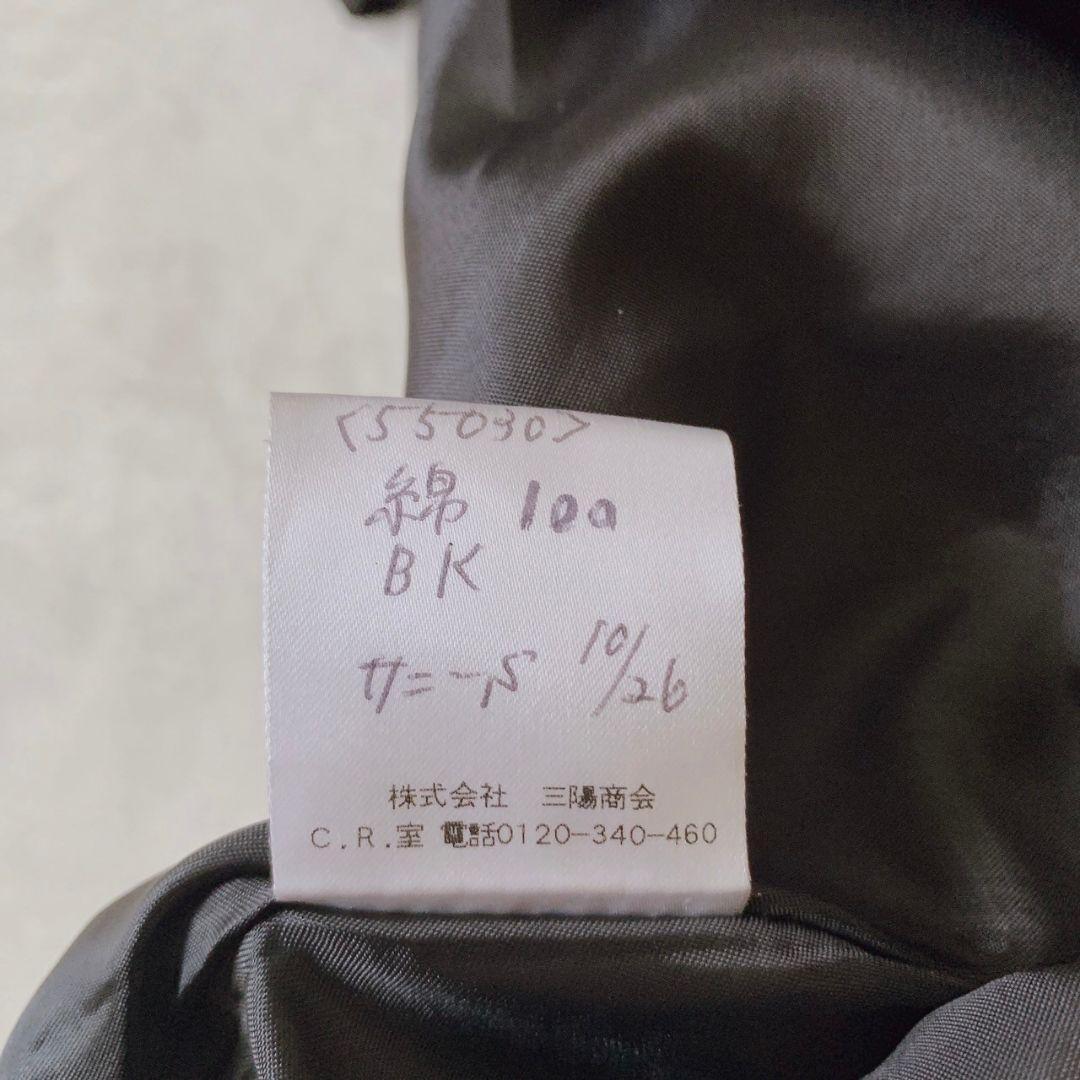 <55030>
綿 100
BK
サニーS 10/26
株式会社 三陽商会
C.R.室 電話0120-340-460